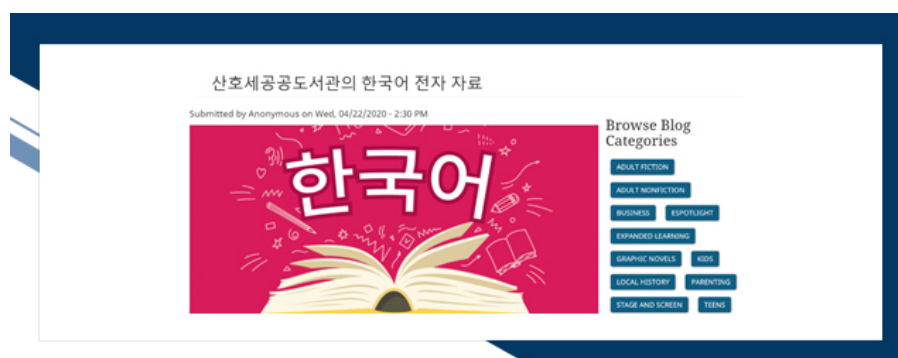 산호세공공도서관의 한국어 전자 자료
Submitted by Anonymous on Wed, 04/22/2020 - 2:30 PM
한국어
Browse Blog
Categories
ADULT FICTION
ADULT NONFICTION
BUSINESS ESPOTLIGHT
EXPANDED LEARNING
GRAPHIC NOVELS KIDS
LOCAL HISTORY PARENTING
STAGE AND SCREEN TEENS